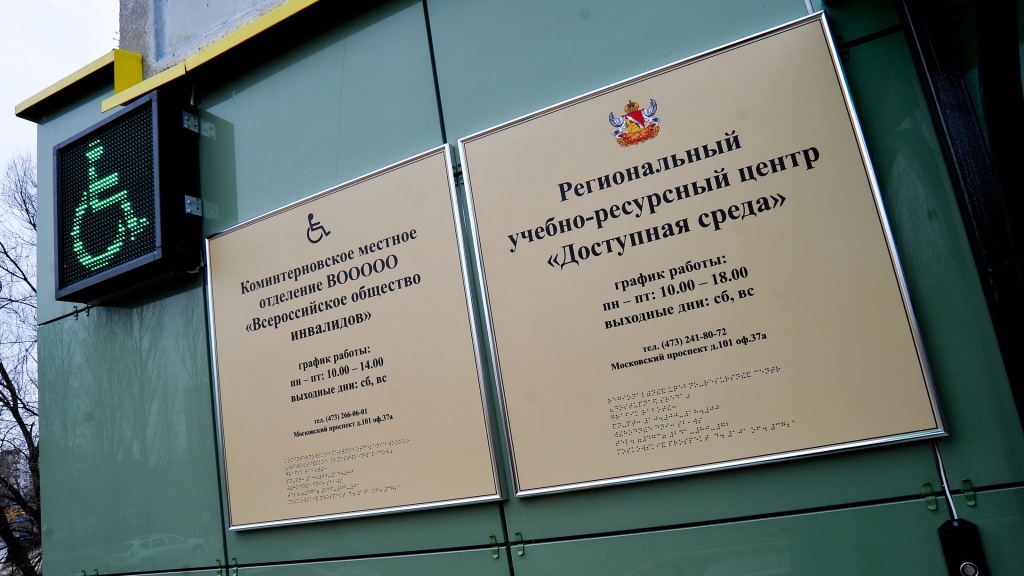 Коминтерновское местное
отделение ВООООО
«Всероссийское общество
инвалидов»
график работы:
пн – пт: 10.00 – 14.00
выходные дни: сб, вс
тел. (473) 266-06-01
Московский проспект д.101 оф.37а
Региональный
учебно-ресурсный центр
«Доступная среда»
график работы:
пн – пт: 10.00 – 18.00
выходные дни: сб, вс
тел. (473) 241-80-72
Московский проспект д.101 оф.37а